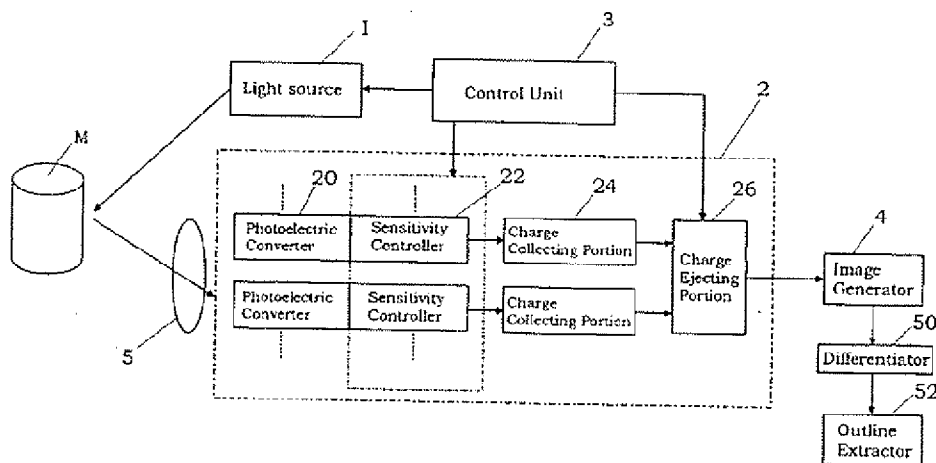 1
3
Light source
Control Unit
2
M
20
22
24
26
Photoelectric
Converter
Sensitivity
Controller
Charge
Collecting Portion
Charge
Ejecting
Portion
4
Image
Generator
Photoelectric
Converter
Sensitivity
Controller
Charge
Collecting Portion
5
50
Differentiator
52
Outline
Extractor